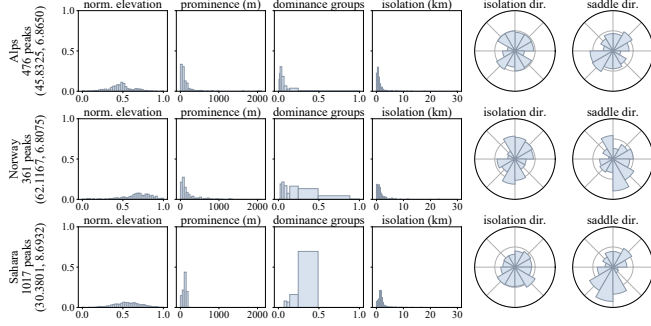 norm. elevation prominence (m) dominance groups isolation (km) isolation dir. saddle dir.
Alps
476 peaks
(45.8325, 6.8650)
1.0
0.5
0.0
0.0 0.5 1.0 0 1000 2000 0.0 0.5 1.0 0 10 20 30
norm. elevation prominence (m) dominance groups isolation (km) isolation dir. saddle dir.
Norway
361 peaks
(62.1167, 6.8075)
1.0
0.5
0.0
0.0 0.5 1.0 0 1000 2000 0.0 0.5 1.0 0 10 20 30
norm. elevation prominence (m) dominance groups isolation (km) isolation dir. saddle dir.
Sahara
1017 peaks
(30.3801, 8.6932)
1.0
0.5
0.0
0.0 0.5 1.0 0 1000 2000 0.0 0.5 1.0 0 10 20 30